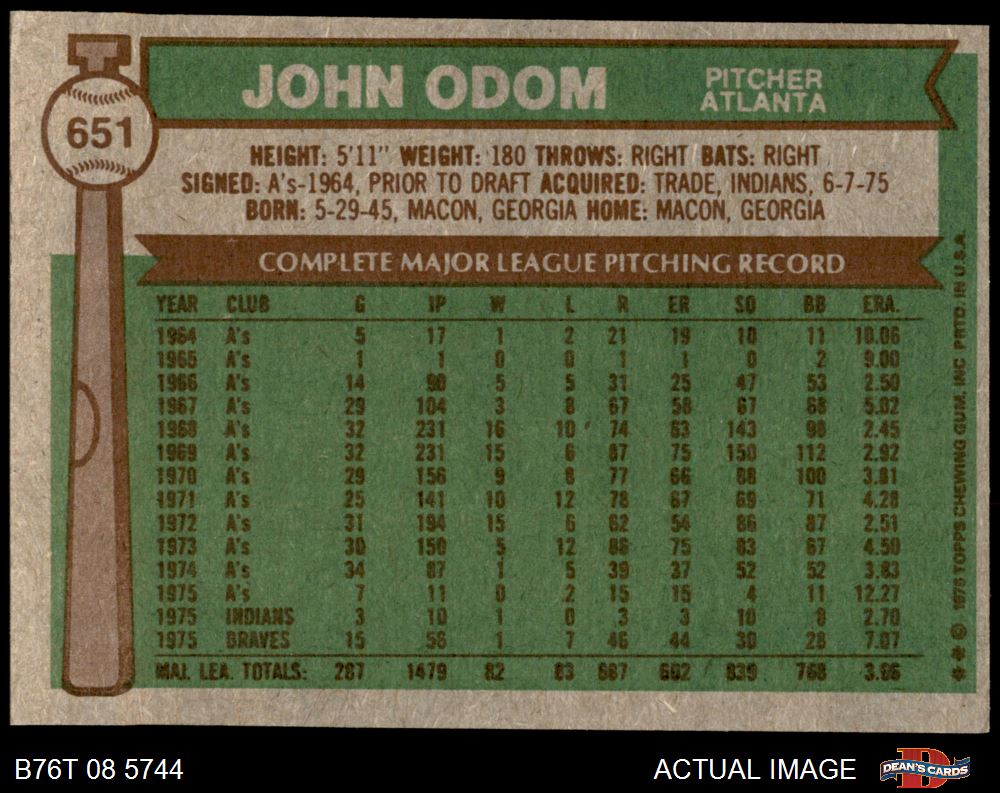 JOHN ODOM
PITCHER
ATLANTA
651
HEIGHT: 5'11" WEIGHT: 180 THROWS: RIGHT BATS: RIGHT
SIGNED: A's-1964, PRIOR TO DRAFT ACQUIRED: TRADE, INDIANS, 6-7-75
BORN: 5-29-45, MACON, GEORGIA HOME: MACON, GEORGIA
COMPLETE MAJOR LEAGUE PITCHING RECORD
YEAR CLUB G IP W L R ER SO BB ERA.
1964 A's 5 17 1 2 21 19 10 11 10.06
1965 A's 1 1 0 0 1 1 0 2 9.00
1966 A's 14 90 5 5 31 25 47 53 2.50
1967 A's 29 104 3 8 67 58 67 68 5.02
1968 A's 32 231 16 10 74 63 143 98 2.45
1969 A's 32 231 15 6 87 75 150 112 2.92
1970 A's 29 156 9 8 77 66 88 100 3.81
1971 A's 25 141 10 12 78 67 69 71 4.28
1972 A's 31 194 15 6 62 54 86 87 2.51
1973 A's 30 150 5 12 86 75 83 67 4.50
1974 A's 34 87 1 5 39 37 52 52 3.83
1975 A's 7 11 0 2 15 15 4 11 12.27
1975 INDIANS 3 10 1 0 3 3 10 8 2.70
1975 BRAVES 15 56 1 7 46 44 30 28 7.07
MAJ. LEA. TOTALS: 287 1479 82 83 687 602 839 768 3.66
** © 1976 TOPPS CHEWING GUM, INC PRTD. IN U.S.A.
B76T 08 5744
ACTUAL IMAGE
DEAN'S CARDS